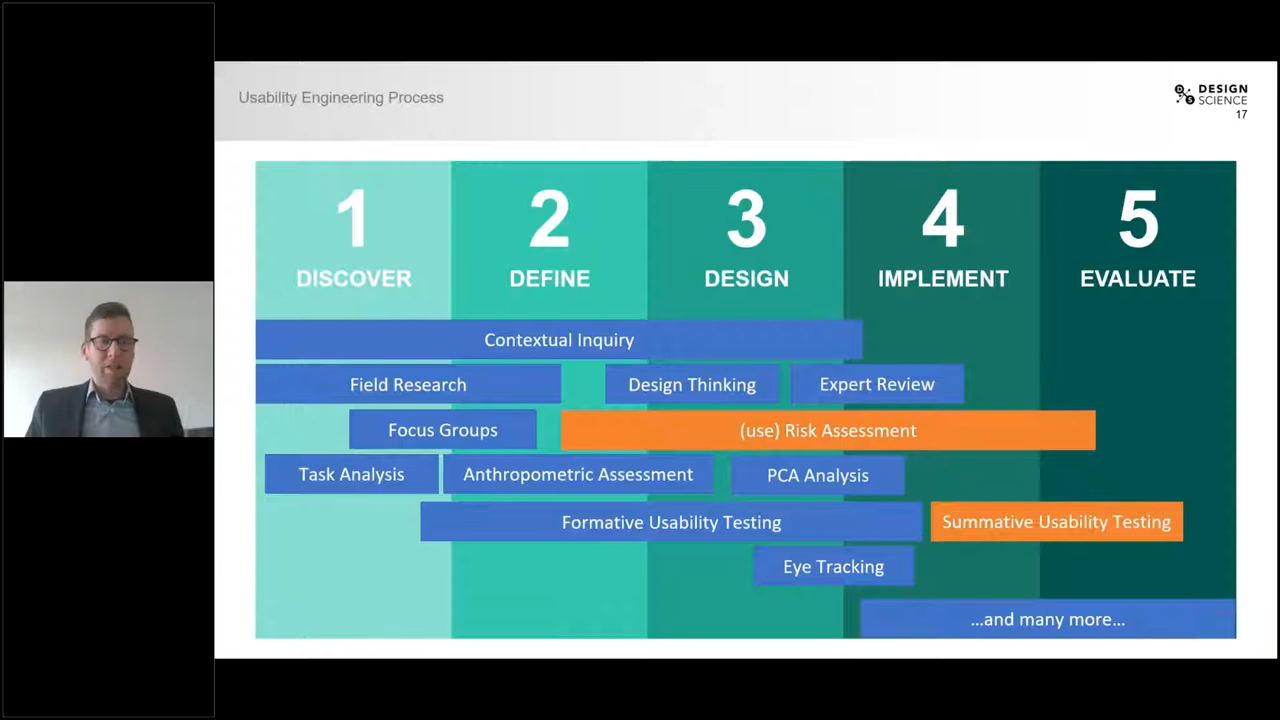 Usability Engineering Process
DESIGN
SCIENCE
17
1
2
3
4
5
DISCOVER
DEFINE
DESIGN
IMPLEMENT
EVALUATE
Contextual Inquiry
Field Research
Design Thinking
Expert Review
Focus Groups
(use) Risk Assessment
Task Analysis
Anthropometric Assessment
PCA Analysis
Formative Usability Testing
Summative Usability Testing
Eye Tracking
...and many more...